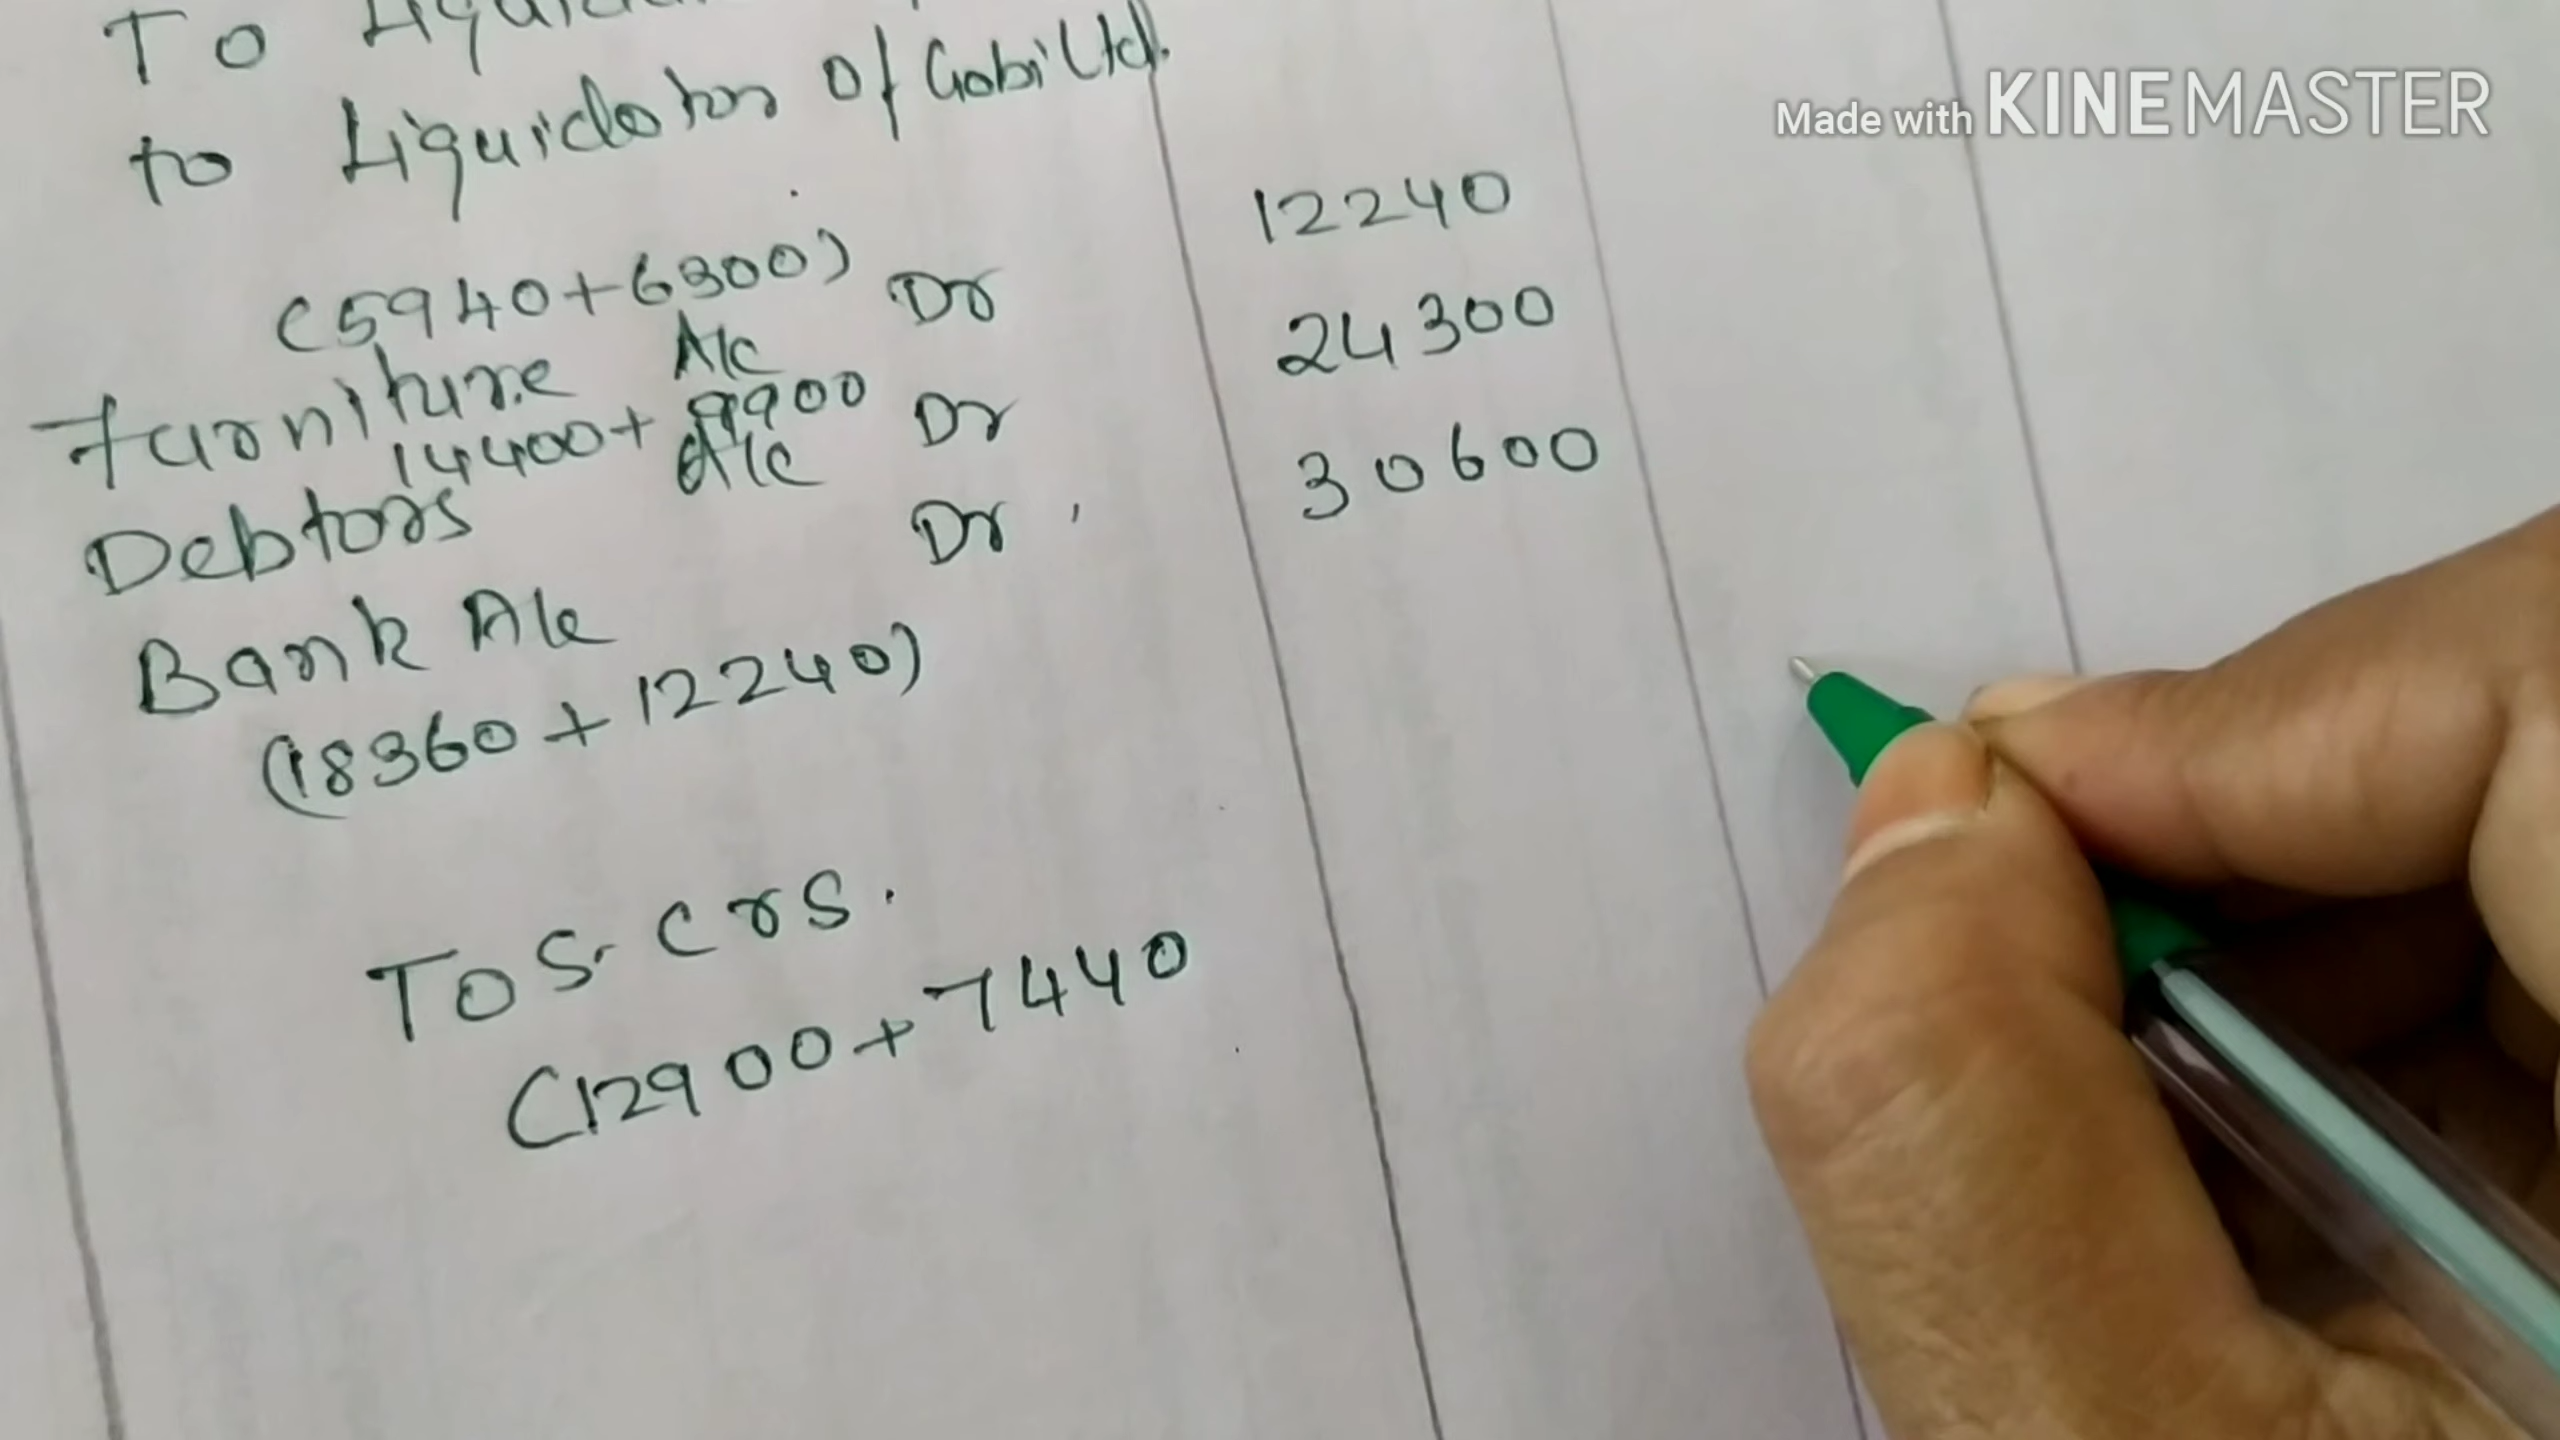 To
to Liquidator of Gobi Ltd.
(5940+6300) 12240
Furniture A/c Dr 24300
14400+9900
Debtors A/c Dr 30600
Bank A/c Dr.
(18360+12240)
To S. Crs.
(12900+7440
Made with KINEMASTER